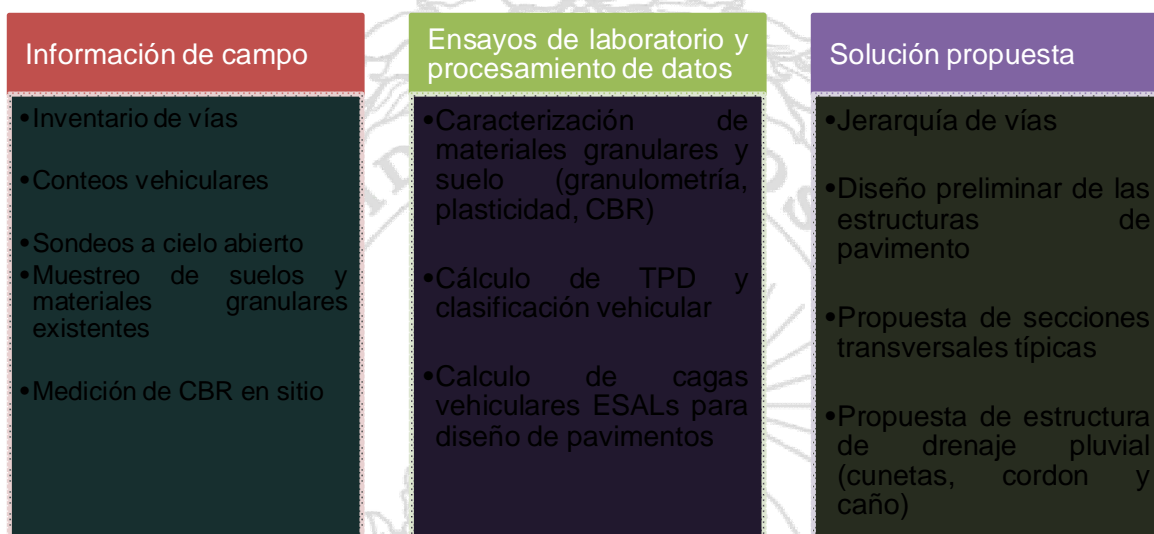 Información de campo
•Inventario de vías
•Conteos vehiculares
•Sondeos a cielo abierto
•Muestreo de suelos y
materiales granulares
existentes
•Medición de CBR en sitio
Ensayos de laboratorio y
procesamiento de datos
•Caracterización de
materiales granulares y
suelo (granulometría,
plasticidad, CBR)
•Cálculo de TPD y
clasificación vehicular
•Calculo de cagas
vehiculares ESALs para
diseño de pavimentos
Solución propuesta
•Jerarquía de vías
•Diseño preliminar de las
estructuras de
pavimento
•Propuesta de secciones
transversales típicas
•Propuesta de estructura
de drenaje pluvial
(cunetas, cordon y
caño)